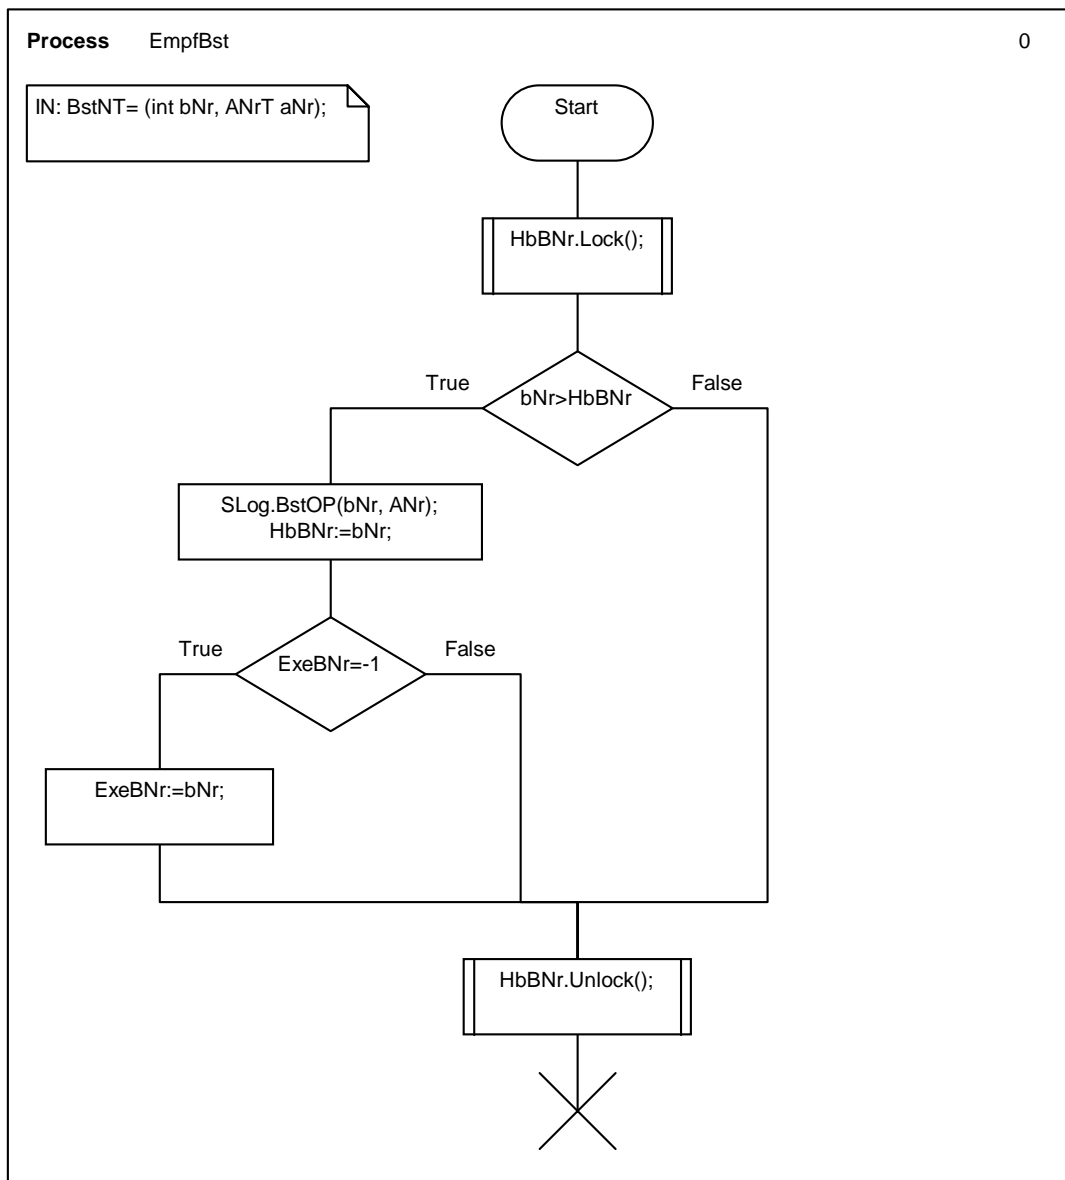 Process EmpfBst 0
IN: BstNT= (int bNr, ANrT aNr);
Start
HbBNr.Lock();
True
bNr>HbBNr
False
SLog.BstOP(bNr, ANr);
HbBNr:=bNr;
True
ExeBNr=-1
False
ExeBNr:=bNr;
HbBNr.Unlock();